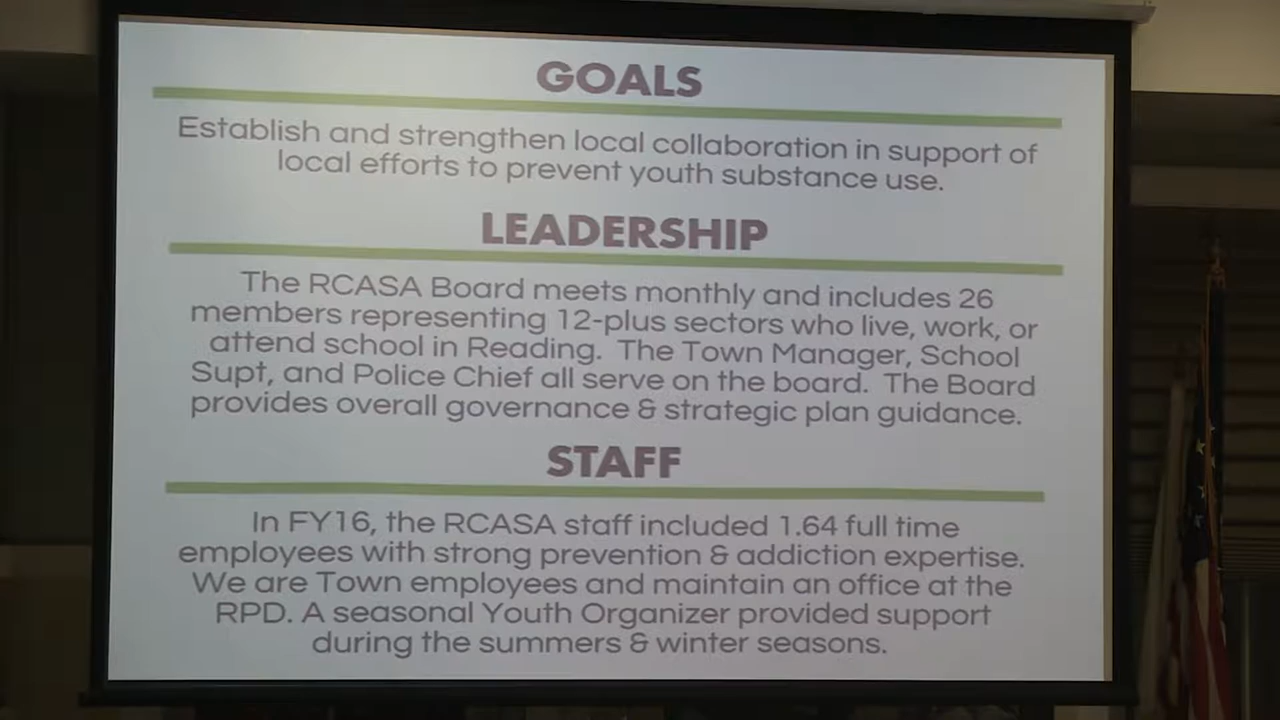 GOALS
Establish and strengthen local collaboration in support of
local efforts to prevent youth substance use.
LEADERSHIP
The RCASA Board meets monthly and includes 26
members representing 12-plus sectors who live, work, or
attend school in Reading. The Town Manager, School
Supt, and Police Chief all serve on the board. The Board
provides overall governance & strategic plan guidance.
STAFF
In FY16, the RCASA staff included 1.64 full time
employees with strong prevention & addiction expertise.
We are Town employees and maintain an office at the
RPD. A seasonal Youth Organizer provided support
during the summers & winter seasons.